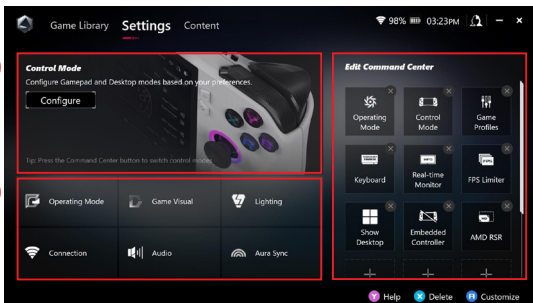 Game Library Settings Content 98% 03:23PM
Control Mode
Configure Gamepad and Desktop modes based on your preferences.
Configure
Tip: Press the Command Center button to switch control modes
Operating Mode Game Visual Lighting
Connection Audio Aura Sync
Edit Command Center
Operating
Mode
Control
Mode
Game
Profiles
Keyboard
Real-time
Monitor
FPS Limiter
Show
Desktop
Embedded
Controller
AMD RSR
Y Help X Delete Customize